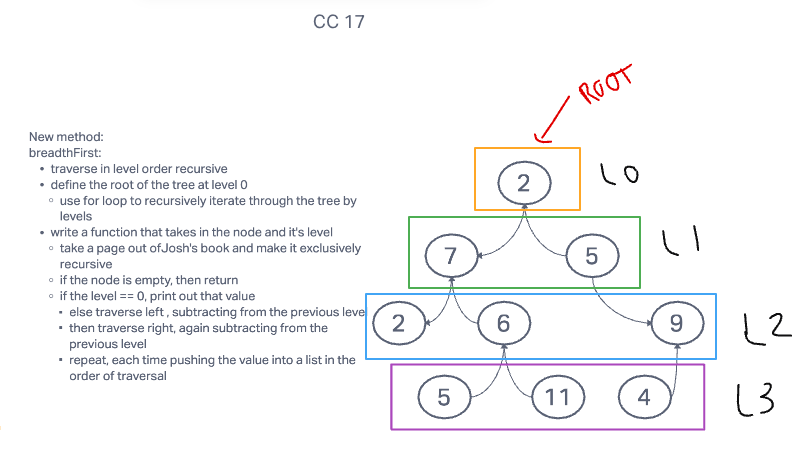 CC 17
New method:
breadthFirst:
• traverse in level order recursive
• define the root of the tree at level 0
◦ use for loop to recursively iterate through the tree by
levels
• write a function that takes in the node and it's level
◦ take a page out ofJosh's book and make it exclusively
recursive
◦ if the node is empty, then return
◦ if the level == 0, print out that value
▪ else traverse left , subtracting from the previous leve
▪ then traverse right, again subtracting from the
previous level
▪ repeat, each time pushing the value into a list in the
order of traversal
ROOT
2
L0
7
5
L1
2
6
9
L2
5
11
4
L3